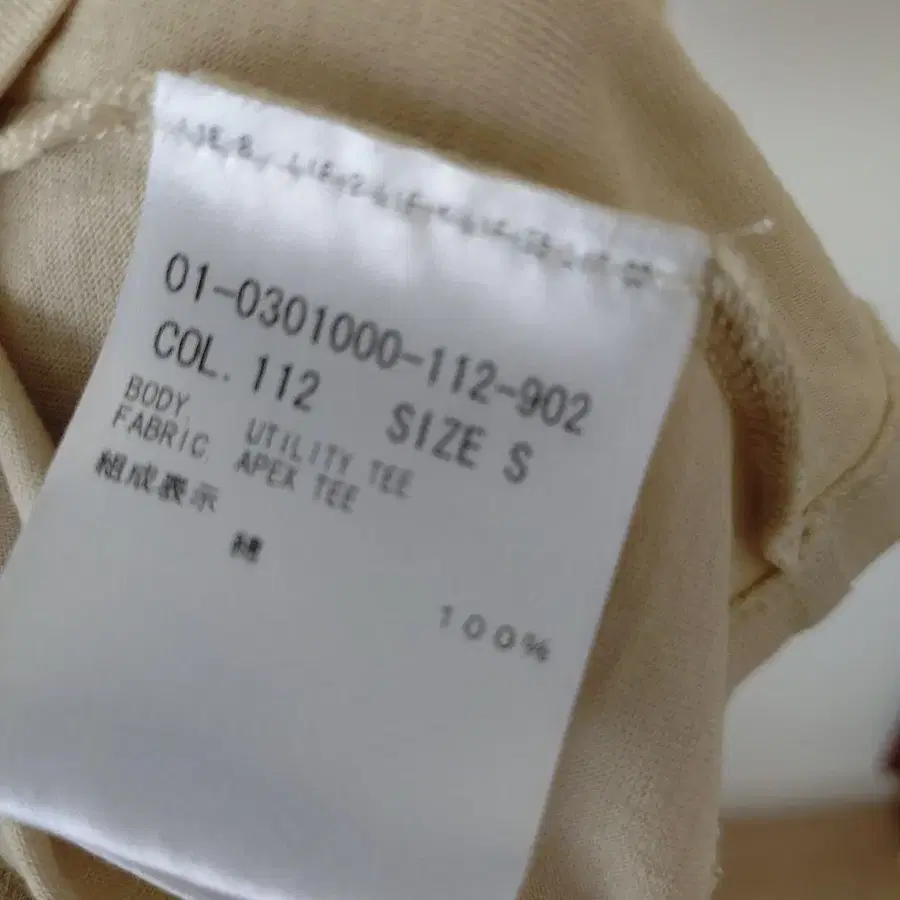 01-0301000-112-902
COL. 112 SIZE S
BODY. UTILITY TEE
FABRIC. APEX TEE
組成表示
綿
100%